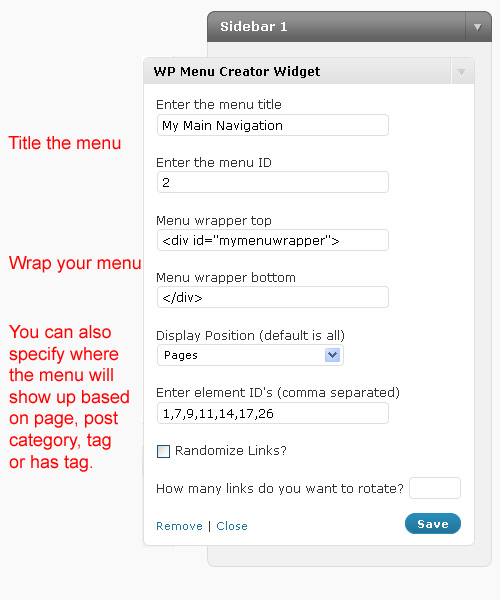 Sidebar 1
WP Menu Creator Widget
Enter the menu title
My Main Navigation
Title the menu
Enter the menu ID
2
Menu wrapper top
<div id="mymenuwrapper">
Wrap your menu
Menu wrapper bottom
</div>
You can also
specify where
the menu will
show up based
on page, post
category, tag
or has tag.
Display Position (default is all)
Pages
Enter element ID's (comma separated)
1,7,9,11,14,17,26
Randomize Links?
How many links do you want to rotate?
Remove | Close
Save